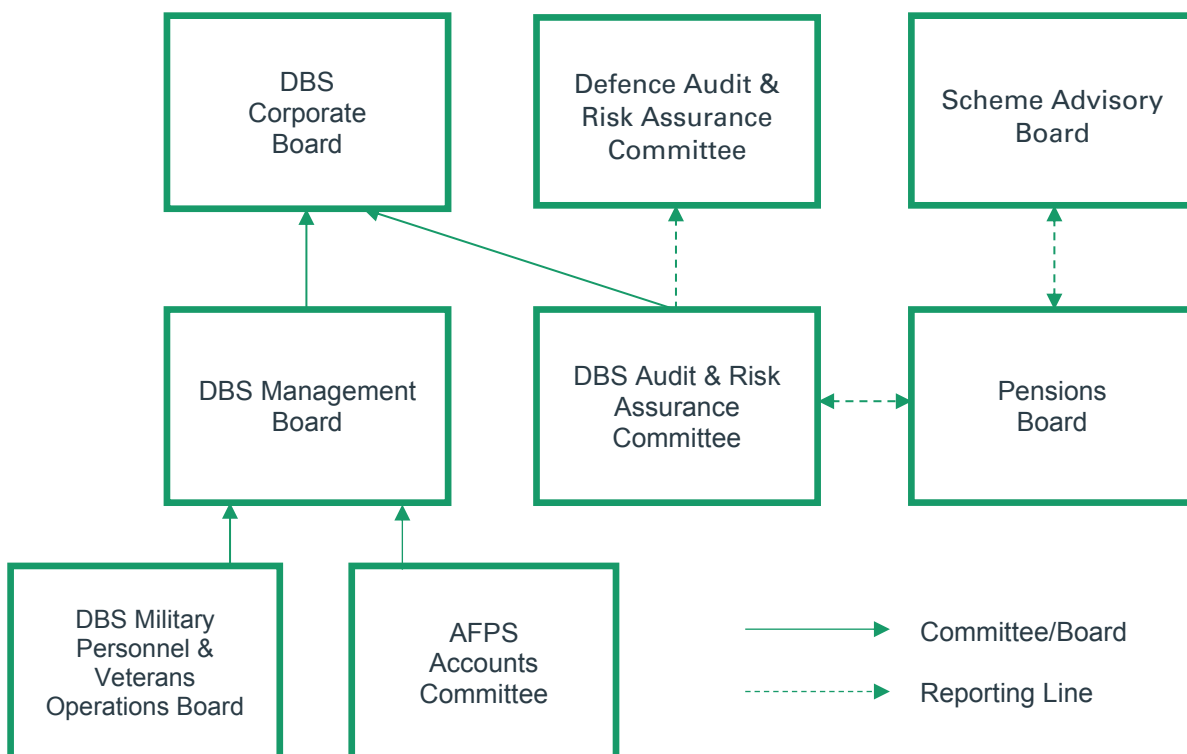 DBS
Corporate
Board
Defence Audit &
Risk Assurance
Committee
Scheme Advisory
Board
DBS Management
Board
DBS Audit & Risk
Assurance
Committee
Pensions
Board
DBS Military
Personnel &
Veterans
Operations Board
AFPS
Accounts
Committee
Committee/Board
Reporting Line